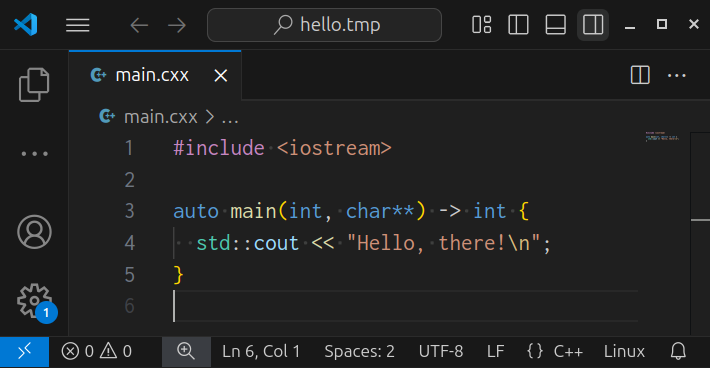 hello.tmp
main.cxx
main.cxx > ...
1 #include <iostream>
2
3 auto main(int, char**) -> int {
4   std::cout << "Hello, there!\n";
5 }
6
1
0 0 Ln 6, Col 1 Spaces: 2 UTF-8 LF {} C++ Linux